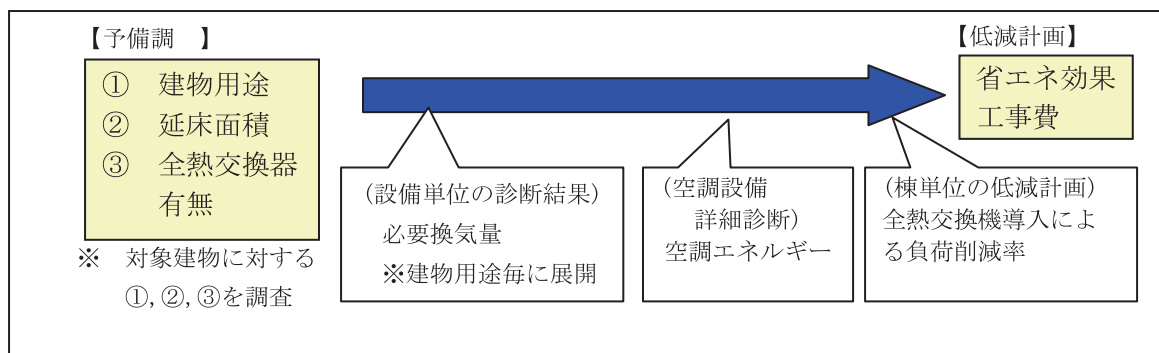 【予備調　】
① 建物用途
② 延床面積
③ 全熱交換器
有無
※ 対象建物に対する
①, ②, ③を調査
(設備単位の診断結果)
必要換気量
※建物用途毎に展開
(空調設備
詳細診断)
空調エネルギー
(棟単位の低減計画)
全熱交換機導入によ
る負荷削減率
【低減計画】
省エネ効果
工事費